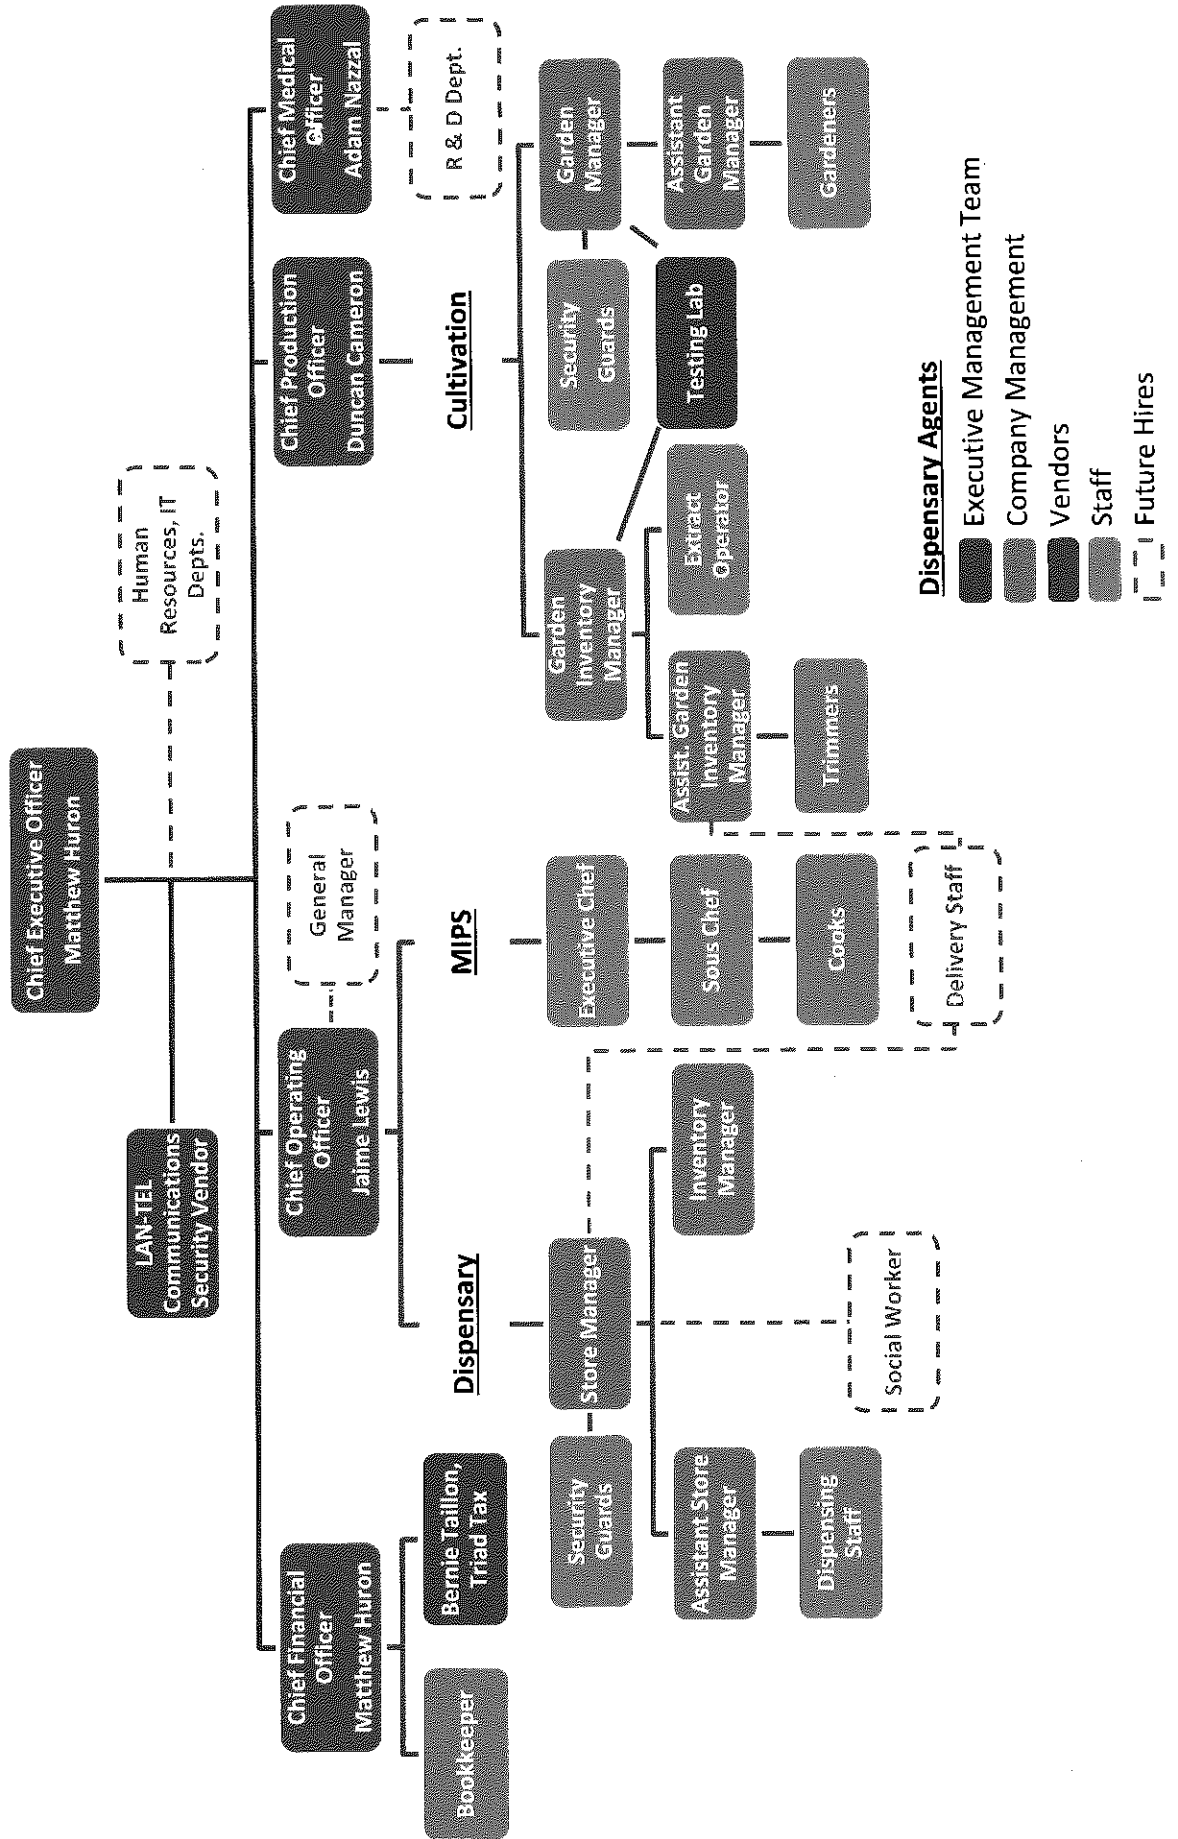 Chief Executive Officer
Matthew Huron
LAN-TEL
Communications
Security Vendor
Human
Resources, IT
Depts.
Chief Financial
Officer
Matthew Huron
Chief Operating
Officer
Jaime Lewis
General
Manager
Chief Production
Officer
Duncan Cameron
Chief Medical
Officer
Adam Nazzal
Bookkeeper
Bernie Taillon,
Triad Tax
Dispensary
MIPS
Cultivation
R & D Dept.
Security
Guards
Store Manager
Executive Chef
Garden
Inventory
Manager
Security
Guards
Garden
Manager
Assistant Store
Manager
Inventory
Manager
Sous Chef
Assist. Garden
Inventory
Manager
Extract
Operator
Testing Lab
Assistant
Garden
Manager
Dispensing
Staff
Social Worker
Cooks
Trimmers
Gardeners
Delivery Staff
Dispensary Agents
Executive Management Team
Company Management
Vendors
Staff
Future Hires